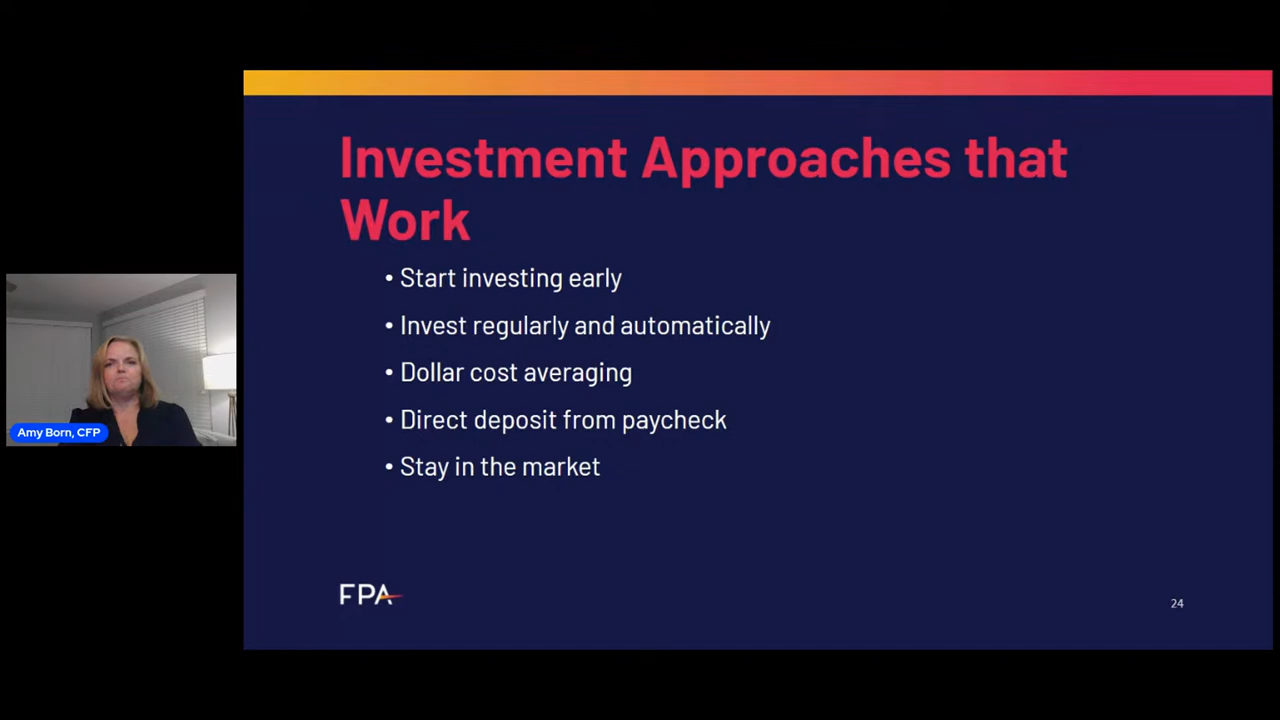 Investment Approaches that
Work
• Start investing early
• Invest regularly and automatically
• Dollar cost averaging
• Direct deposit from paycheck
• Stay in the market
Amy Born, CFP
FPA
24